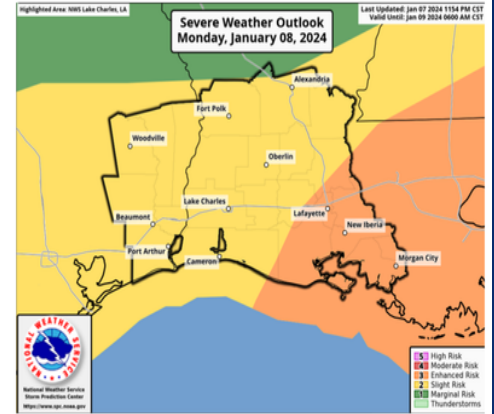 Highlighted Area: NWS Lake Charles, LA
Severe Weather Outlook
Monday, January 08, 2024
Last Updated: Jan 07 2024 1154 PM CST
Valid Until: Jan 09 2024 0600 AM CST
Alexandria
Fort Polk
Woodville
Oberlin
Lake Charles
Lafayette
Beaumont
New Iberia
Port Arthur
Cameron
Morgan City
NATIONAL WEATHER SERVICE
National Weather Service
Storm Prediction Center
https://www.spc.noaa.gov
5 High Risk
4 Moderate Risk
3 Enhanced Risk
2 Slight Risk
1 Marginal Risk
Thunderstorms